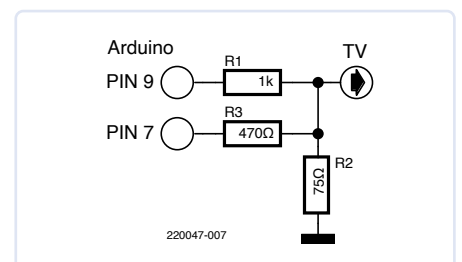 Arduino
TV
R1
PIN 9
1k
R3
PIN 7
470Ω
R2
75Ω
220047-007